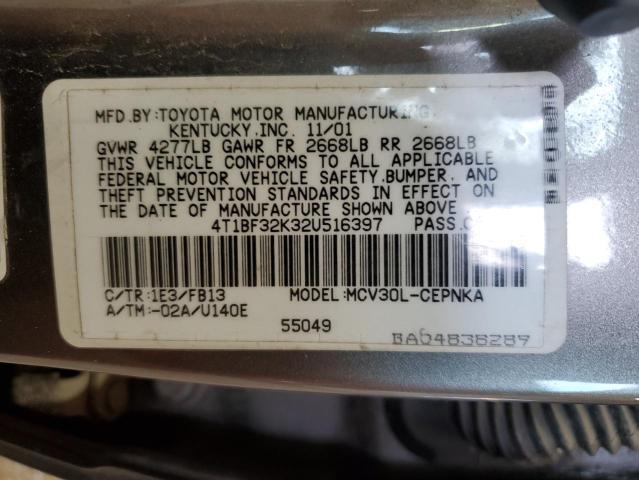 MFD.BY:TOYOTA MOTOR MANUFACTURING,
KENTUCKY,INC. 11/01
GVWR 4277LB GAWR FR 2668LB RR 2668LB
THIS VEHICLE CONFORMS TO ALL APPLICABLE
FEDERAL MOTOR VEHICLE SAFETY,BUMPER, AND
THEFT PREVENTION STANDARDS IN EFFECT ON
THE DATE OF MANUFACTURE SHOWN ABOVE
4T1BF32K32U516397 PASS.C
C/TR:1E3/FB13 MODEL:MCV30L-CEPNKA
A/TM:-02A/U140E
55049